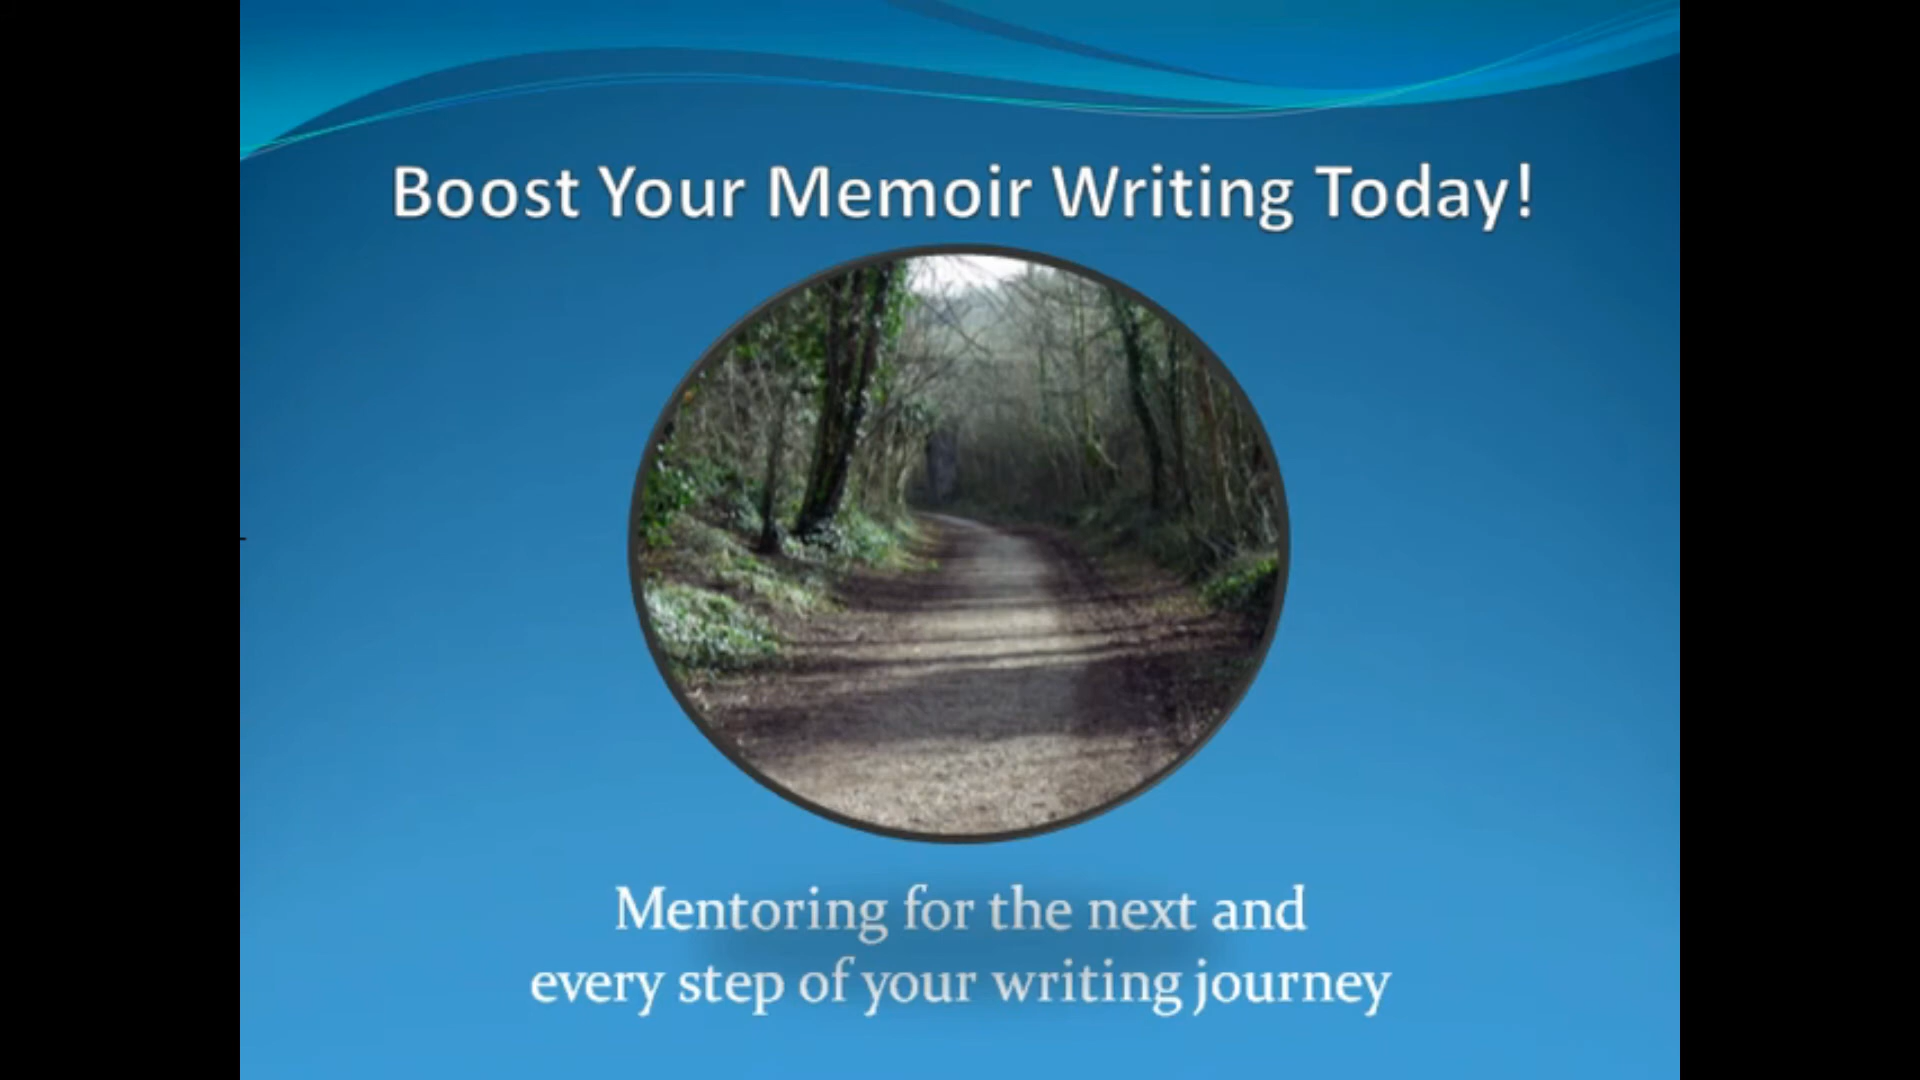 Boost Your Memoir Writing Today!
Mentoring for the next and
every step of your writing journey